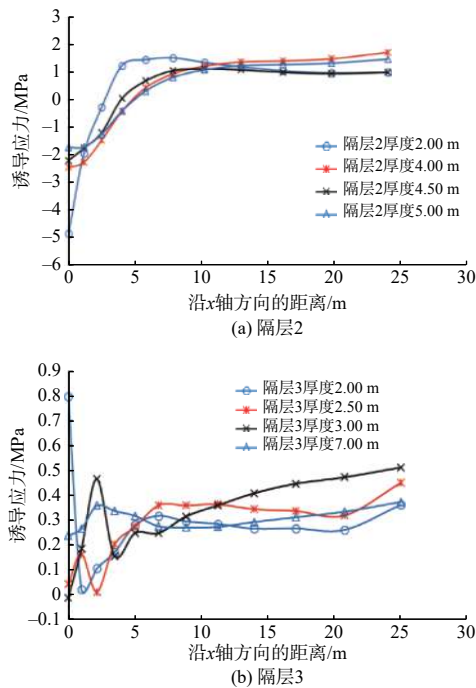 3
2
1
0
−1
−2
−3
−4
−5
−6
诱导应力/MPa
隔层2厚度2.00 m
隔层2厚度4.00 m
隔层2厚度4.50 m
隔层2厚度5.00 m
0 5 10 15 20 25 30
沿x轴方向的距离/m
(a) 隔层2
0.9
0.8
0.7
0.6
0.5
0.4
0.3
0.2
0.1
0
−0.1
诱导应力/MPa
隔层3厚度2.00 m
隔层3厚度2.50 m
隔层3厚度3.00 m
隔层3厚度7.00 m
0 5 10 15 20 25 30
沿x轴方向的距离/m
(b) 隔层3